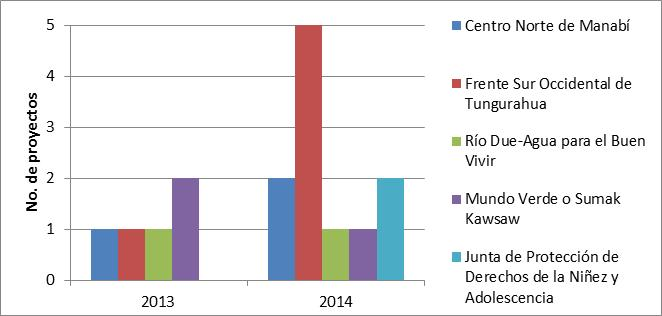 No. de proyectos
5
4
3
2
1
0
2013
2014
Centro Norte de Manabí
Frente Sur Occidental de
Tungurahua
Río Due-Agua para el Buen
Vivir
Mundo Verde o Sumak
Kawsaw
Junta de Protección de
Derechos de la Niñez y
Adolescencia